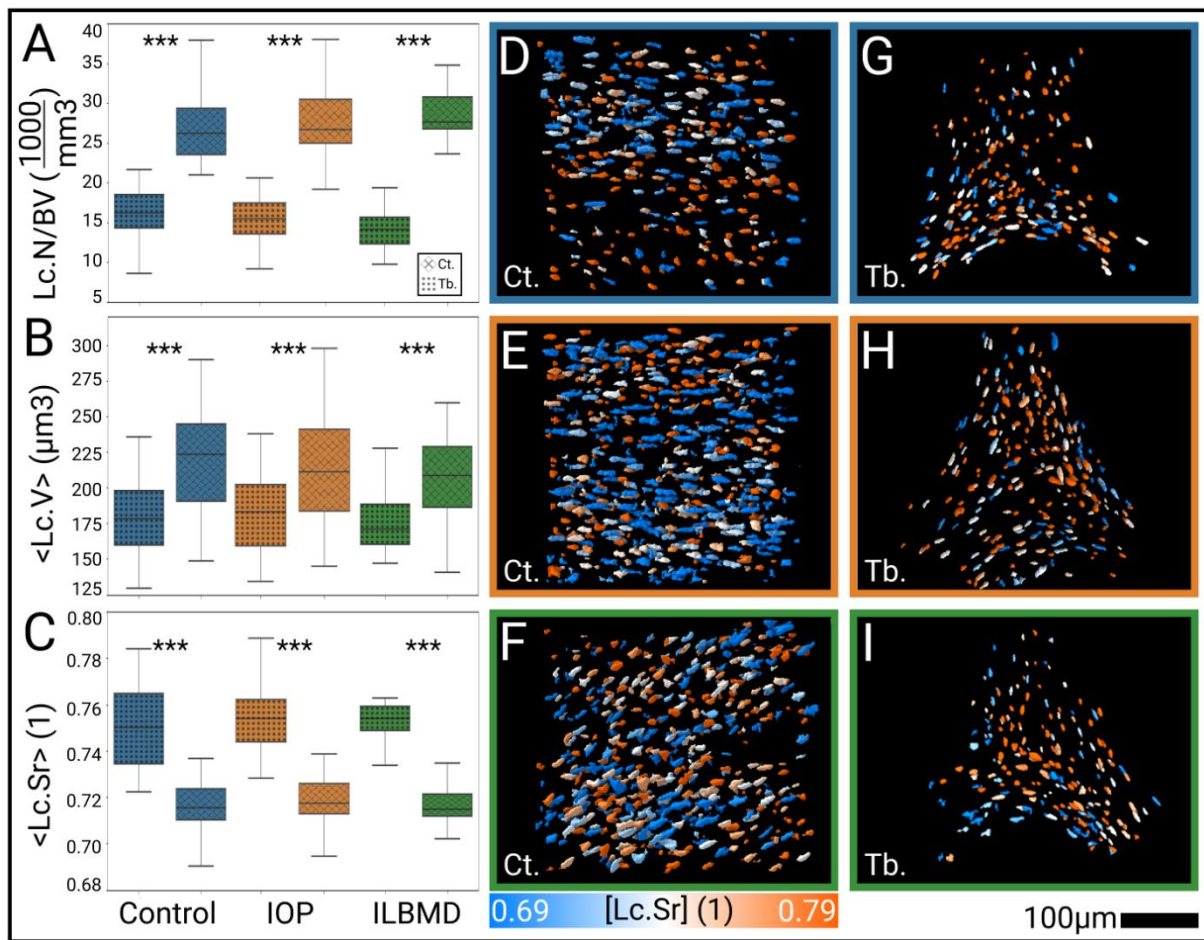 A
Lc.N/BV (1000/mm3)
40
35
30
25
20
15
10
5
*** *** ***
Ct.
Tb.
B
<Lc.V> (µm3)
300
275
250
225
200
175
150
125
*** *** ***
C
<Lc.Sr> (1)
0.80
0.78
0.76
0.74
0.72
0.70
0.68
*** *** ***
Control IOP ILBMD
D
Ct.
G
Tb.
E
Ct.
H
Tb.
F
Ct.
I
Tb.
0.69 [Lc.Sr] (1) 0.79
100µm